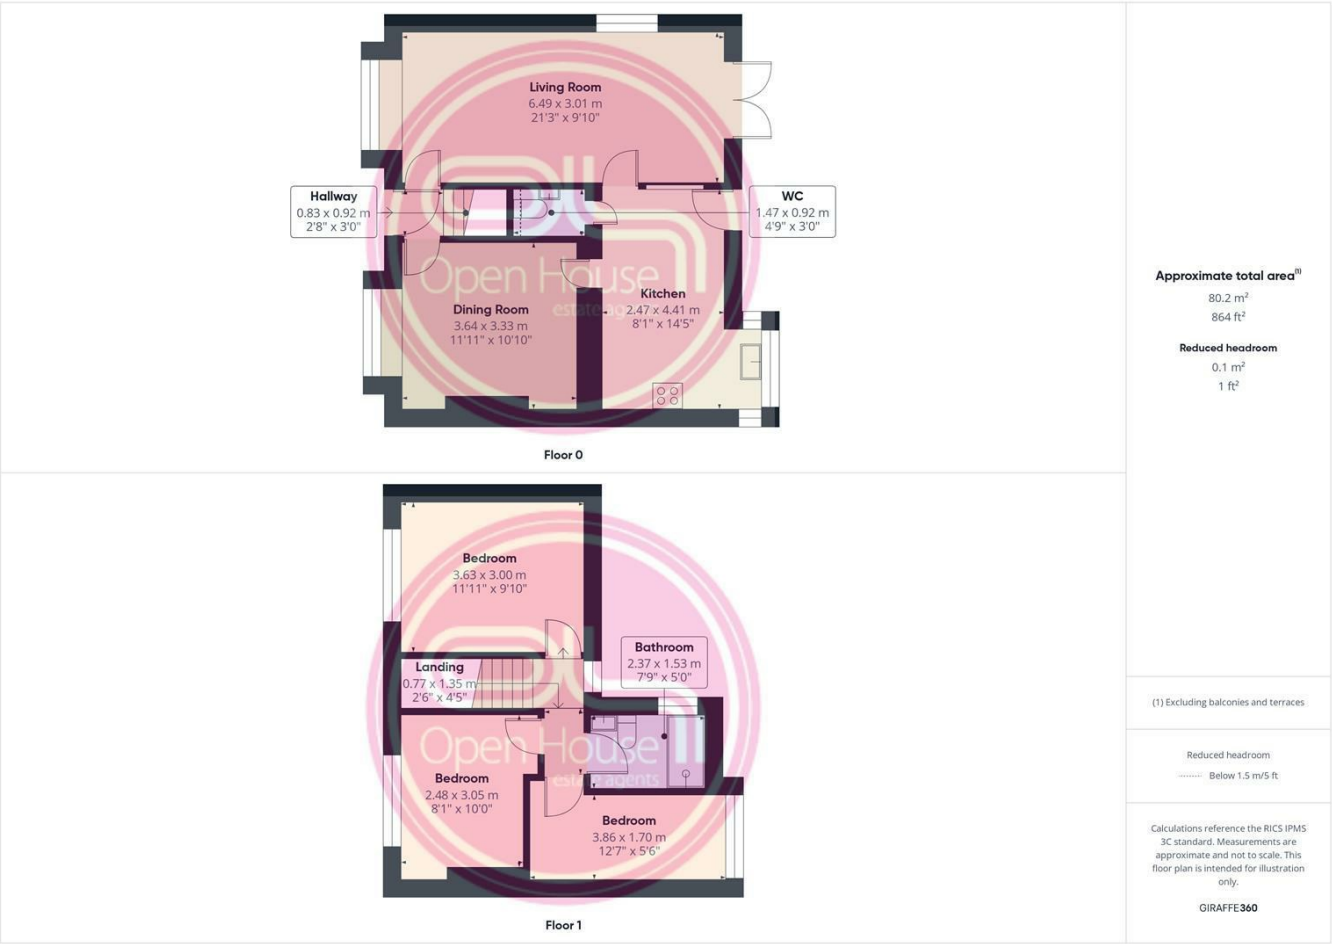 Living Room
6.49 x 3.01 m
21'3" x 9'10"
Hallway
0.83 x 0.92 m
2'8" x 3'0"
WC
1.47 x 0.92 m
4'9" x 3'0"
Open House
estate agents
Kitchen
2.47 x 4.41 m
8'1" x 14'5"
Dining Room
3.64 x 3.33 m
11'11" x 10'10"
Floor 0
Bedroom
3.63 x 3.00 m
11'11" x 9'10"
Bathroom
2.37 x 1.53 m
7'9" x 5'0"
Landing
0.77 x 1.35 m
2'6" x 4'5"
Open House
estate agents
Bedroom
2.48 x 3.05 m
8'1" x 10'0"
Bedroom
3.86 x 1.70 m
12'7" x 5'6"
Floor 1
Approximate total area(1)
80.2 m²
864 ft²
Reduced headroom
0.1 m²
1 ft²
(1) Excluding balconies and terraces
Reduced headroom
Below 1.5 m/5 ft
Calculations reference the RICS IPMS
3C standard. Measurements are
approximate and not to scale. This
floor plan is intended for illustration
only.
GIRAFFE360